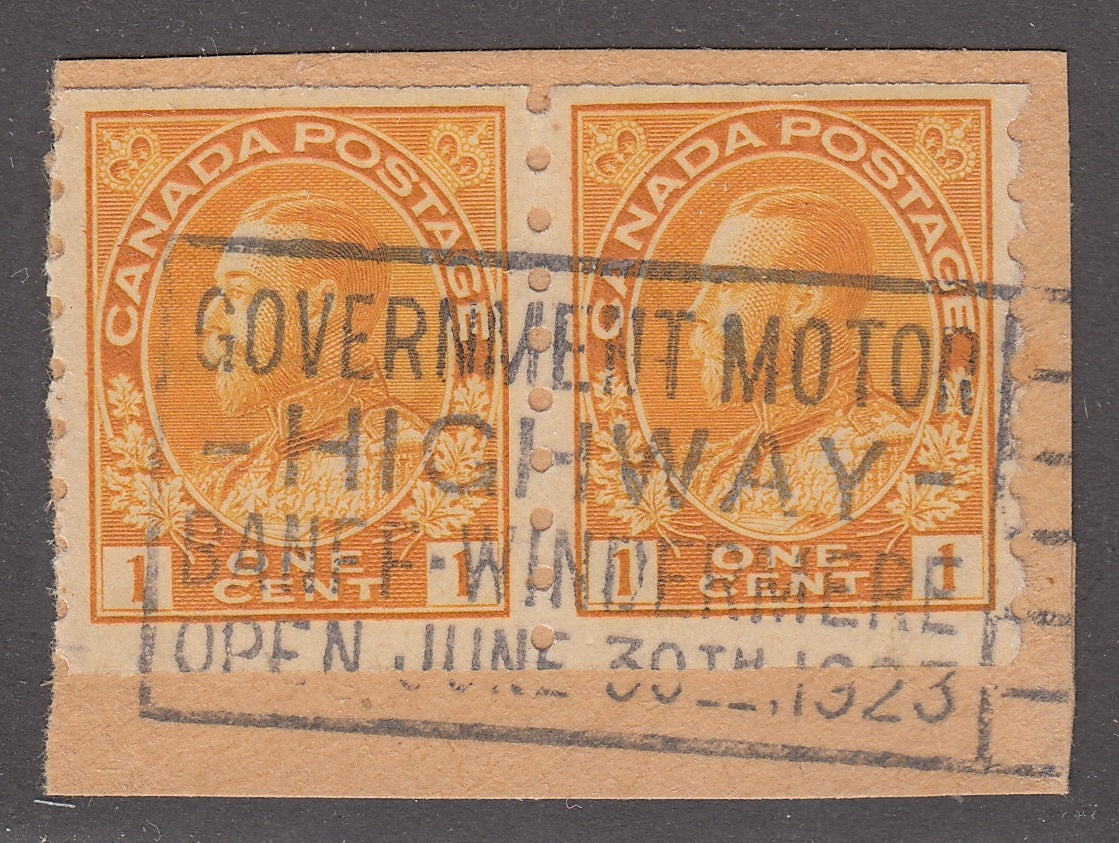 CANADA POSTAGE
1 ONE CENT 1
CANADA POSTAGE
1 ONE CENT 1
GOVERNMENT MOTOR
- HIGHWAY -
BANFF-WINDERMERE
OPEN JUNE 30TH, 1923